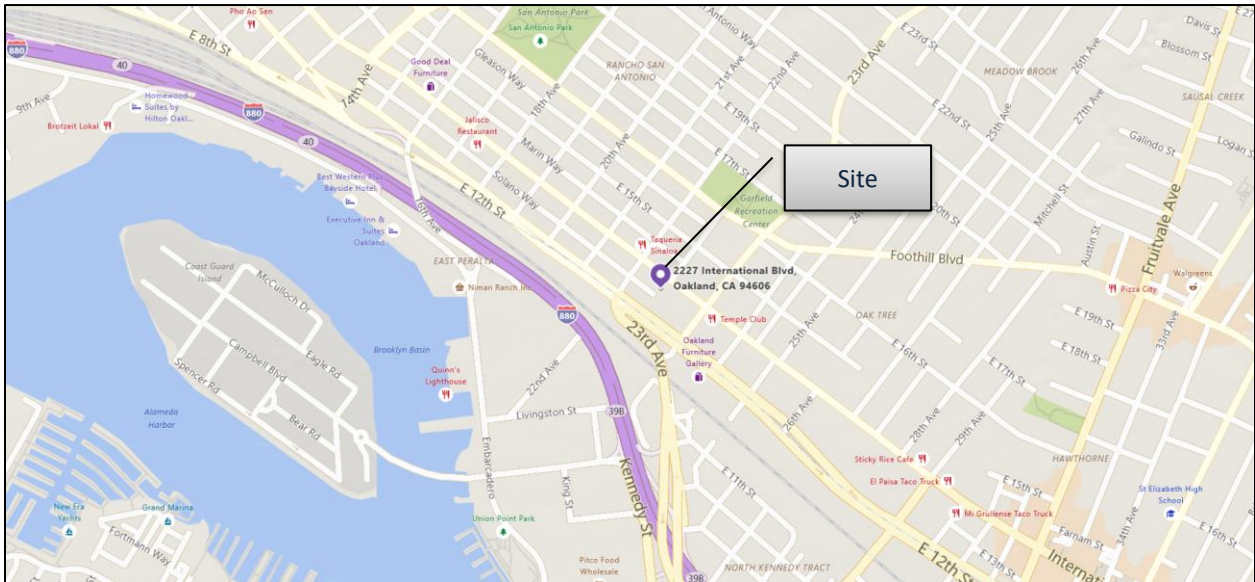 Pho Ao Sen
San Antonio Park
San Antonio Park
E 8th St
Good Deal
Furniture
Gleason Way
RANCHO SAN
ANTONIO
21st Ave
22nd Ave
23rd Ave
E 23rd St
Davis St
Blossom St
MEADOW BROOK
26th Ave
880
40
14th Ave
18th Ave
E 19th St
E 22nd St
25th Ave
27th Ave
SAUSAL CREEK
9th Ave
Homewood
Suites by
Hilton Oakl...
880
Brotzeit Lokal
40
Jalisco
Restaurant
Marin Way
20th Ave
E 17th St
Galindo St
Logan St
Best Western Plus
Bayside Hotel
Solano Way
E 12th St
E 15th St
Site
Garfield
Recreation
Center
20th St
Mitchell St
Austin St
Fruitvale Ave
Executive Inn &
Suites
Oakland
16th Ave
EAST PERALTA
Taqueria
Sinaloa
Foothill Blvd
Walgreens
Coast Guard
Island
McCulloch Dr
Niman Ranch Inc
2227 International Blvd,
Oakland, CA 94606
Pizza City
880
Temple Club
25th Ave
OAK TREE
E 19th St
33rd Ave
Eagle Rd
Campbell Blvd
Spencer Rd
Bear Rd
Brooklyn Basin
23rd Ave
Oakland
Furniture
Gallery
E 16th St
E 17th St
E 18th St
Quinn's
Lighthouse
22nd Ave
Alameda
Harbor
Livingston St
39B
26th Ave
28th Ave
29th Ave
HAWTHORNE
Embarcadero
King St
Kennedy St
E 11th St
Sticky Rice Cafe
El Paisa Taco Truck
E 15th St
St Elizabeth High
School
New Era
Yachts
Grand Marina
Fortmann Way
Union Point Park
Mi Grullense Taco Truck
Farnam St
34th Ave
E 16th St
Pitco Food
Wholesale
39B
NORTH KENNEDY TRACT
E 12th St
E 13th St